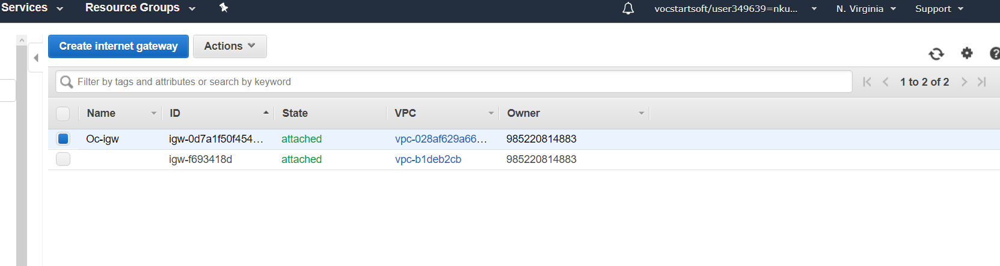 Services Resource Groups vocstartsoft/user349639=nku... N. Virginia Support
Create internet gateway Actions
Filter by tags and attributes or search by keyword 1 to 2 of 2
Name ID State VPC Owner
Oc-igw igw-0d7a1f50f454... attached vpc-028af629a66... 985220814883
igw-f693418d attached vpc-b1deb2cb 985220814883